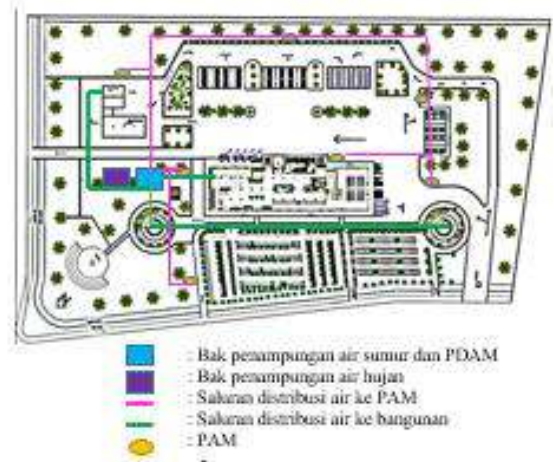 : Bak penampungan air sumur dan PDAM
: Bak penampungan air hujan
: Saluran distribusi air ke PAM
: Saluran distribusi air ke bangunan
: PAM